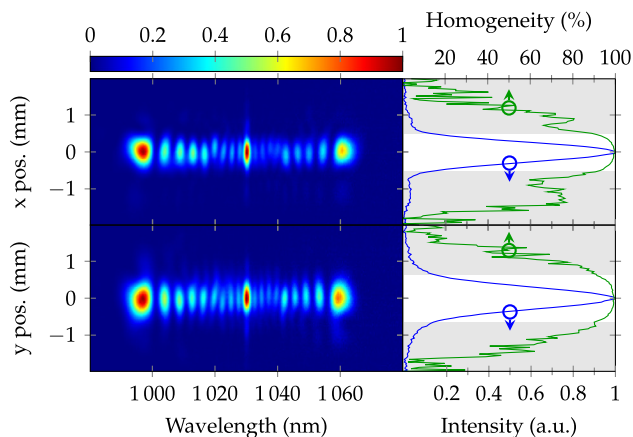 Homogeneity (%)
0 0.2 0.4 0.6 0.8 1 20 40 60 80 100
x pos. (mm)
1
0
−1
y pos. (mm)
1
0
−1
1 000 1 020 1 040 1 060 0.2 0.4 0.6 0.8 1
Wavelength (nm) Intensity (a.u.)